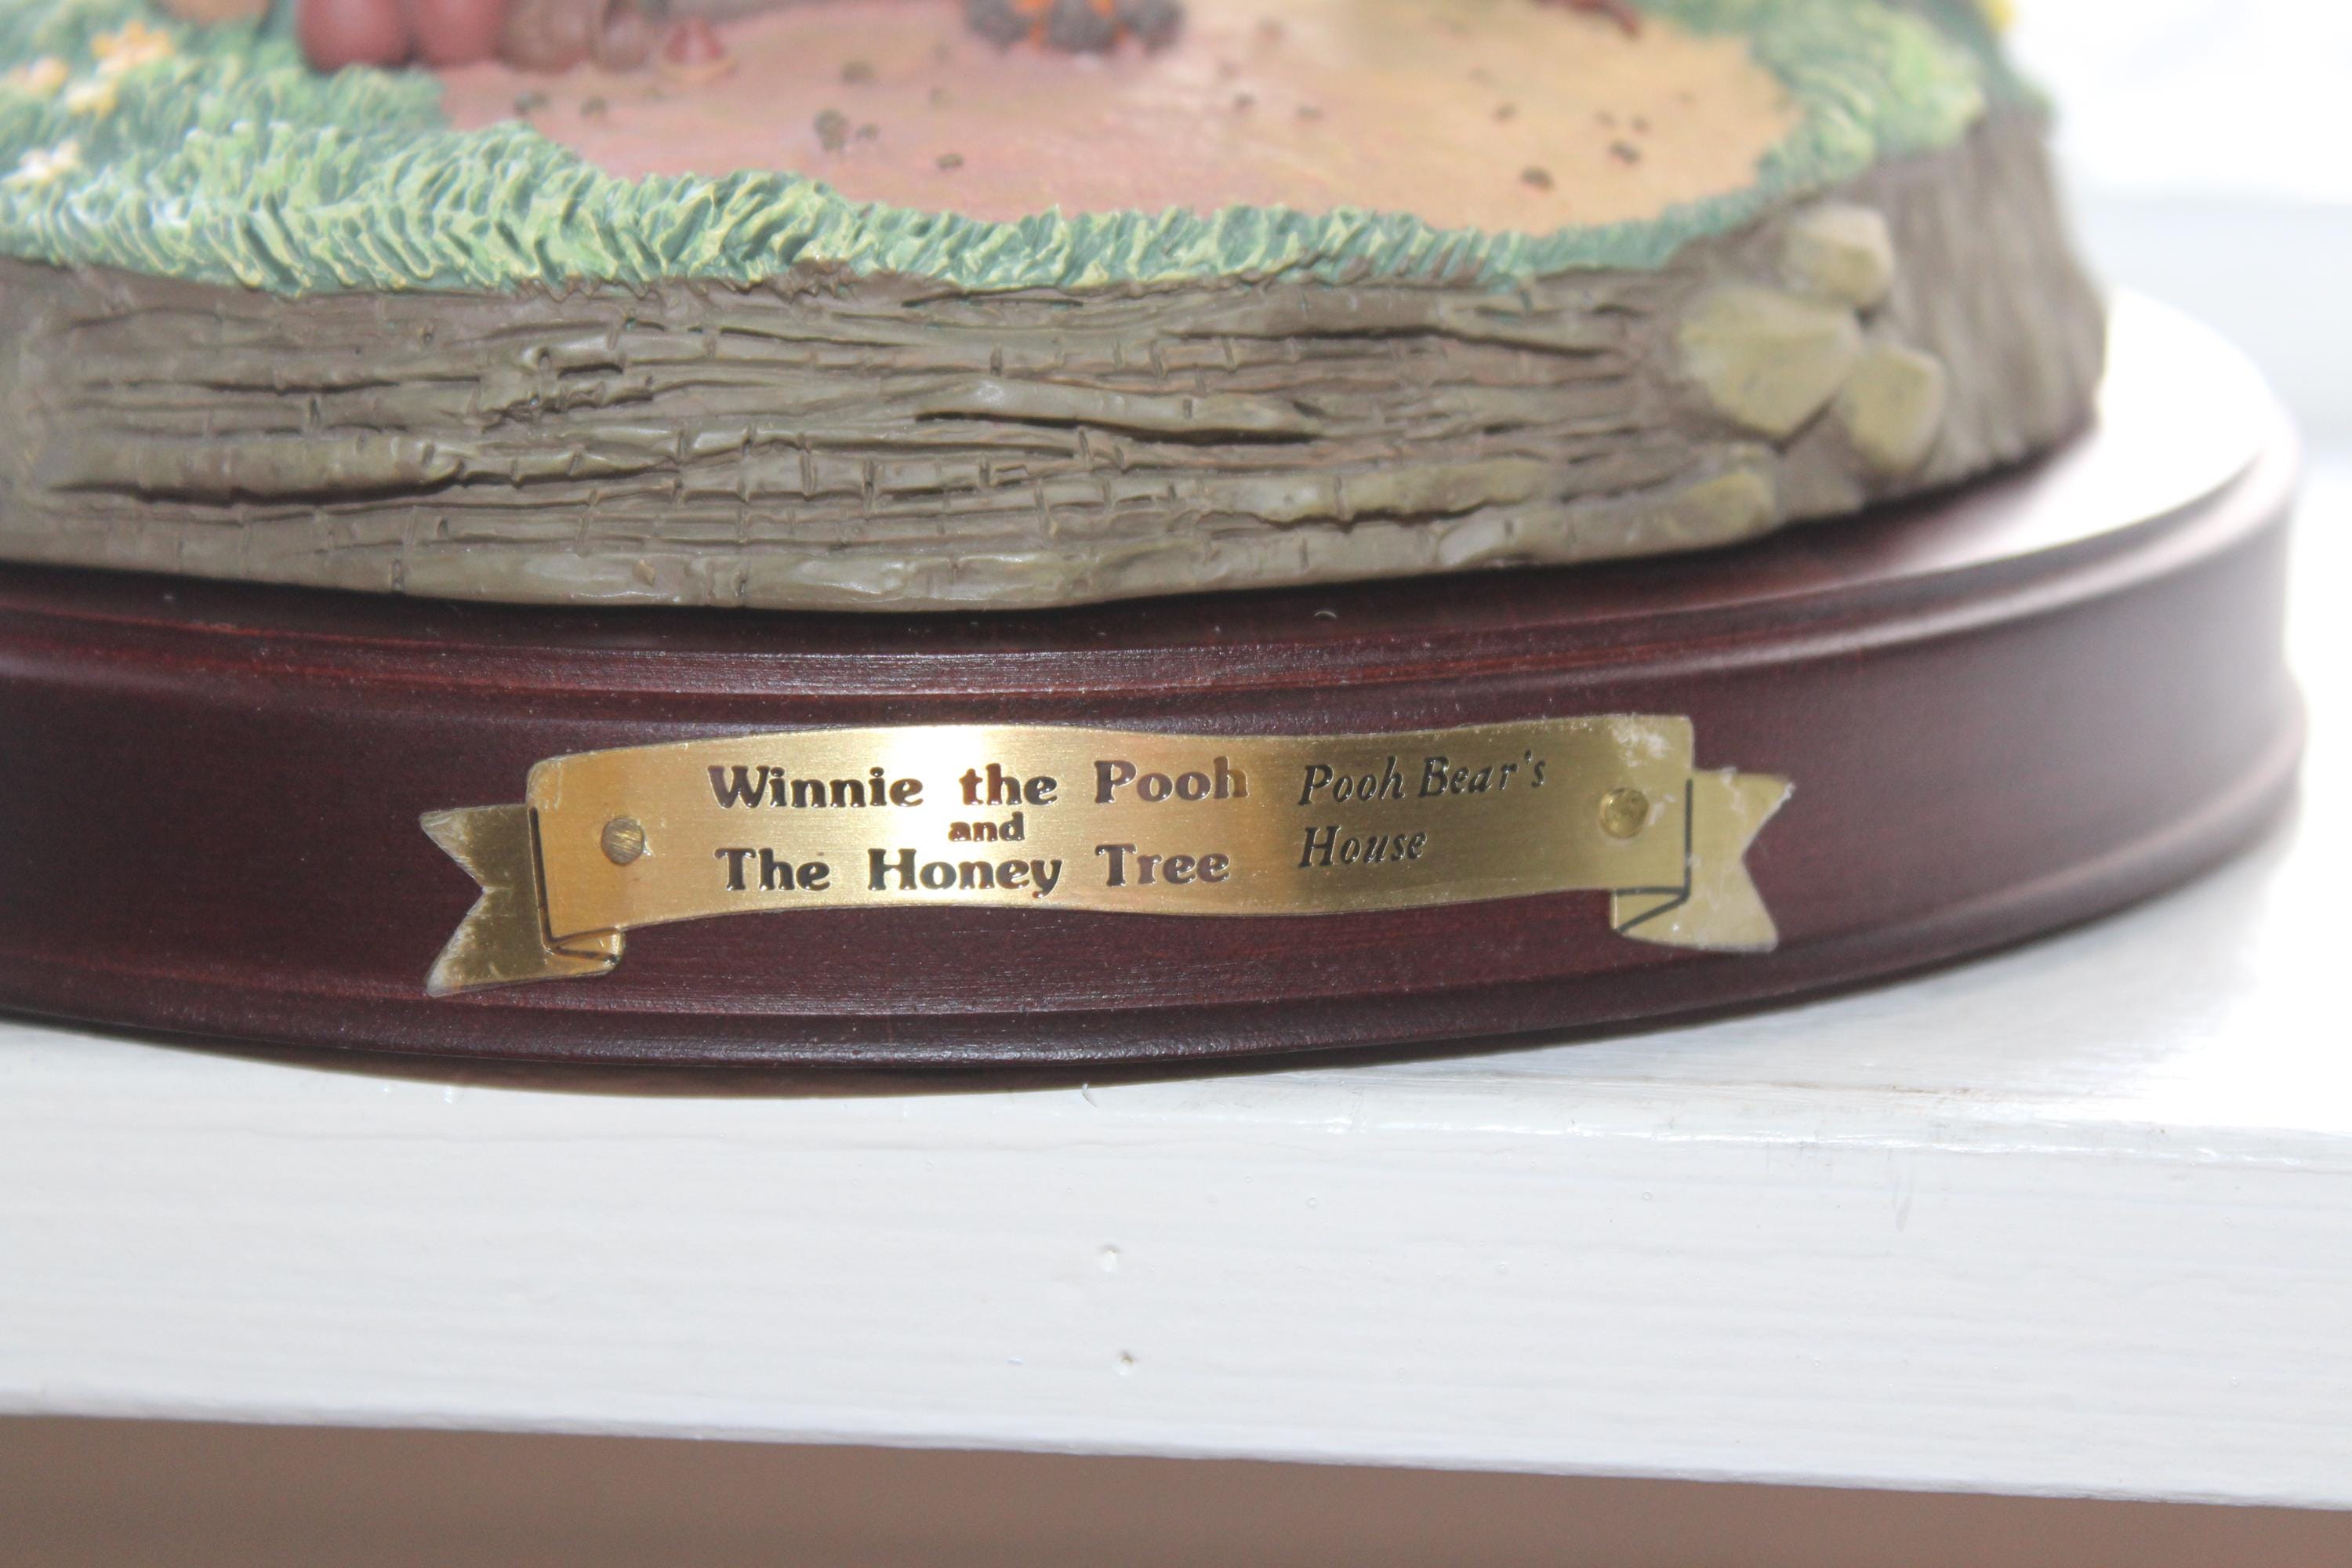 Winnie the Pooh
and
The Honey Tree
Pooh Bear's
House